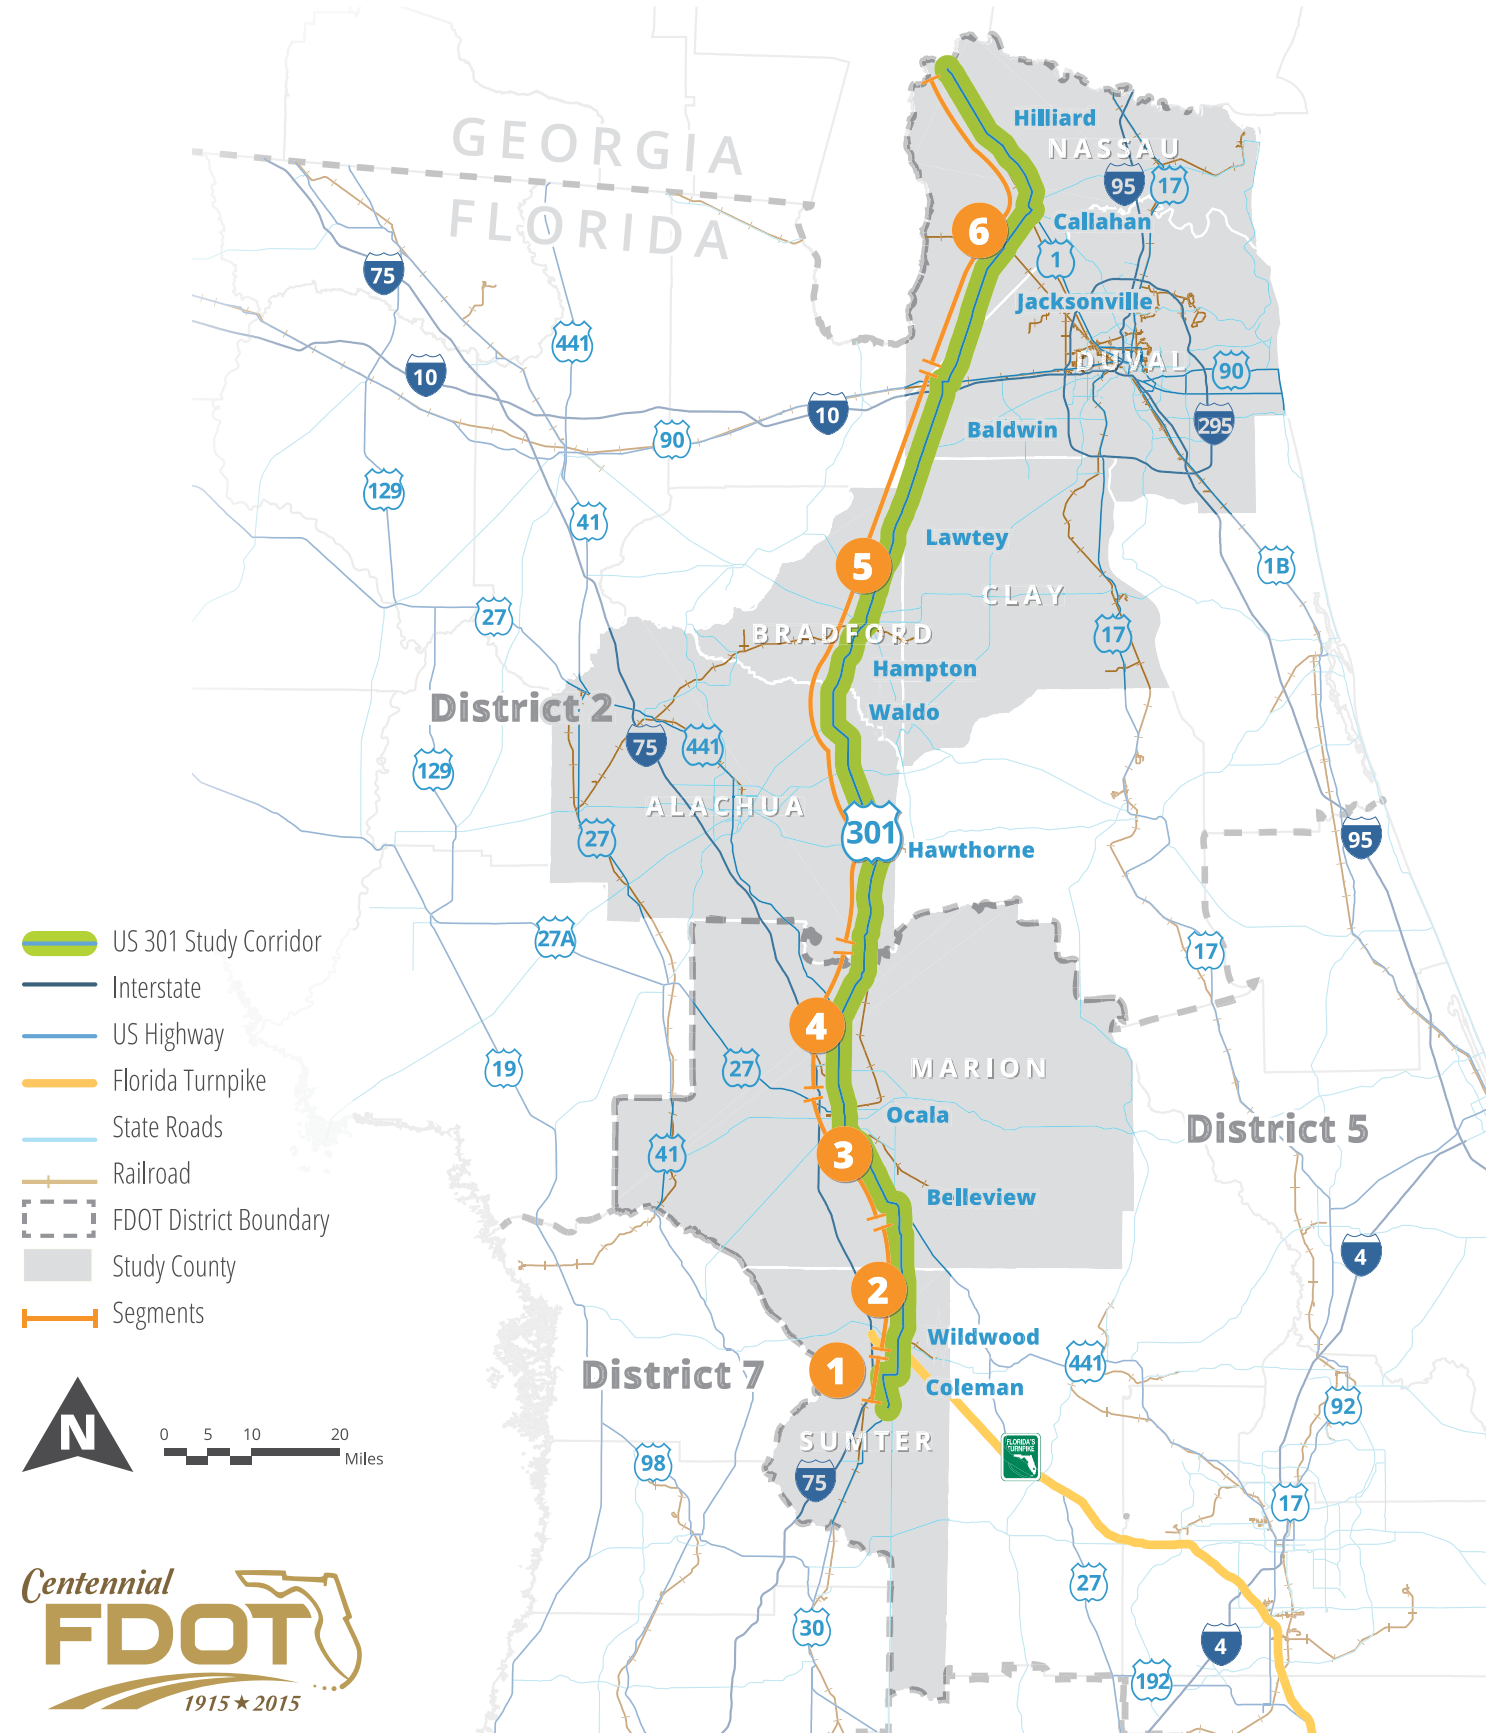 GEORGIA
FLORIDA
Hilliard
NASSAU
95
17
Callahan
6
1
75
Jacksonville
441
DUVAL
10
90
10
295
90
Baldwin
129
41
Lawtey
5
1B
CLAY
27
BRADFORD
17
Hampton
District 2
Waldo
75
441
129
ALACHUA
301
27
95
Hawthorne
27A
17
US 301 Study Corridor
Interstate
US Highway
Florida Turnpike
State Roads
Railroad
FDOT District Boundary
Study County
Segments
4
19
27
MARION
Ocala
District 5
41
3
Belleview
4
2
Wildwood
441
District 7
1
Coleman
92
N
0 5 10 20
Miles
SUMTER
FLORIDA'S
TURNPIKE
98
75
17
27
30
4
192
Centennial
FDOT
1915★2015